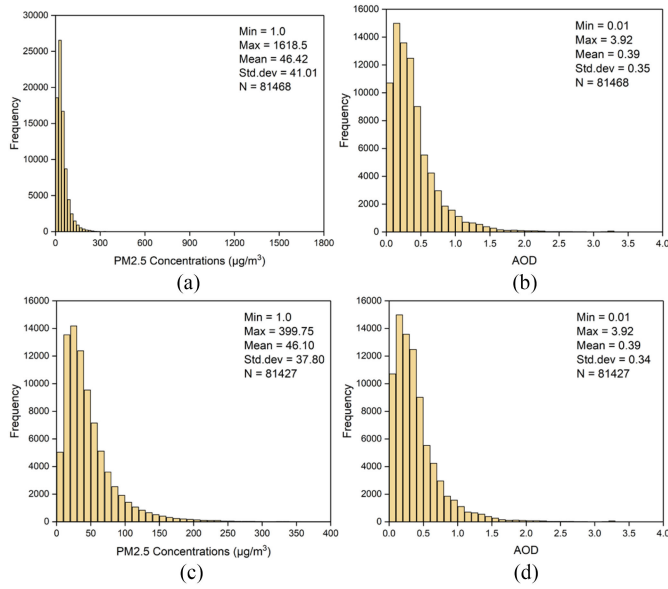 30000
25000
20000
15000
10000
5000
0
Frequency
Min = 1.0
Max = 1618.5
Mean = 46.42
Std.dev = 41.01
N = 81468
0 300 600 900 1200 1500 1800
PM2.5 Concentrations (μg/m³)
(a)
16000
14000
12000
10000
8000
6000
4000
2000
0
Frequency
Min = 0.01
Max = 3.92
Mean = 0.39
Std.dev = 0.35
N = 81468
0.0 0.5 1.0 1.5 2.0 2.5 3.0 3.5 4.0
AOD
(b)
16000
14000
12000
10000
8000
6000
4000
2000
0
Frequency
Min = 1.0
Max = 399.75
Mean = 46.10
Std.dev = 37.80
N = 81427
0 50 100 150 200 250 300 350 400
PM2.5 Concentrations (μg/m³)
(c)
16000
14000
12000
10000
8000
6000
4000
2000
0
Frequency
Min = 0.01
Max = 3.92
Mean = 0.39
Std.dev = 0.34
N = 81427
0.0 0.5 1.0 1.5 2.0 2.5 3.0 3.5 4.0
AOD
(d)